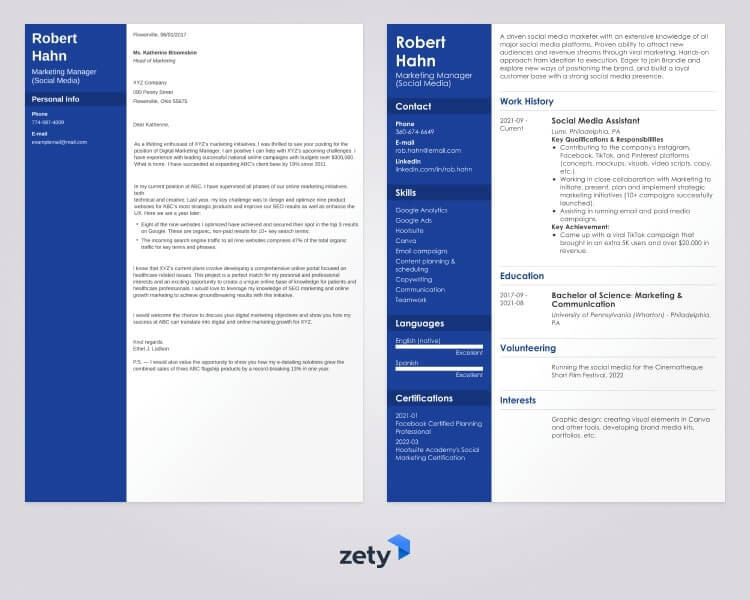 Robert
Hahn
Marketing Manager
(Social Media)
Personal Info
Phone
774-987-4009
E-mail
examplemail@mail.com
Flowerville, 06/01/2017
Ms. Katherine Bloomstein
Head of Marketing
XYZ Company
Flowerville, Ohio 55675
Dear Katherine,
As a lifelong enthusiast of XYZ's marketing initiatives, I was thrilled to see your posting for the
position of Digital Marketing Manager. I am positive I can help with XYZ's upcoming challenges. I
have experience with leading successful national online campaigns with budgets over $300,000.
What is more, I have succeeded at expanding ABC's client base by 19% since 2011.
In my current position at ABC, I have supervised all phases of our online marketing initiatives,
both
technical and creative. Last year, my key challenge was to design and optimize nine product
websites for ABC's most strategic products and improve our SEO results as well as enhance the
UX. Here we are a year later:
• Eight of the nine websites I optimized have achieved and secured their spot in the top 3 results
on Google. These are organic, non-paid results for 10+ key search terms;
• The incoming search engine traffic to all nine websites comprises 47% of the total organic
traffic for key terms and phrases.
I know that XYZ's current plans involve developing a comprehensive online portal focused on
healthcare-related issues. This project is a perfect match for my personal and professional
interests and an exciting opportunity to create a unique online base of knowledge for patients and
healthcare professionals. I would love to leverage my knowledge of SEO marketing and online
growth marketing to achieve groundbreaking results with this initiative.
I would welcome the chance to discuss your digital marketing objectives and show you how my
success at ABC can translate into digital and online marketing growth for XYZ.
Kind regards,
Ethel J. Liston
P.S. — I would also value the opportunity to show you how my e-detailing solutions grew the
combined sales of three ABC flagship products by a record-breaking 13% in one year.
Robert
Hahn
Marketing Manager
(Social Media)
Contact
Phone
360-674-6649
E-mail
rob.hahn@email.com
LinkedIn
linkedin.com/in/rob.hahn
Skills
Google Analytics
Google Ads
Hootsuite
Canva
Email campaigns
Content planning &
scheduling
Copywriting
Communication
Teamwork
Languages
English (native)
Excellent
Spanish
Excellent
Certifications
2021-01
Facebook Certified Planning
Professional
2022-03
Hootsuite Academy's Social
Marketing Certification
A driven social media marketer with an extensive knowledge of all
major social media platforms. Proven ability to attract new
audiences and revenue streams through viral marketing. Hands-
on approach from ideation to execution. Eager to join Brandie and
explore new ways of positioning the brand, and build a loyal
customer base with a strong social media presence.
Work History
2021-09 -
Current
Social Media Assistant
Lumi, Philadelphia, PA
Key Qualifications & Responsibilities
• Contributing to the company's Instagram,
Facebook, TikTok, and Pinterest platforms
(concepts, mockups, visuals, video scripts, copy,
etc.).
• Working in close collaboration with Marketing to
initiate, present, plan and implement strategic
marketing initiatives (10+ campaigns successfully
launched).
• Assisting in running email and paid media
campaigns.
Key Achievement:
• Came up with a viral TikTok campaign that
brought in an extra 5K users and over $20.000 in
revenue.
Education
2017-09 -
2021-08
Bachelor of Science: Marketing &
Communication
University of Pennsylvania (Wharton) - Philadelphia,
PA
Volunteering
Running the social media for the Cinematheque
Short Film Festival, 2022
Interests
Graphic design: creating visual elements in Canva
and other tools, developing brand media kits,
portfolios, etc.
zety